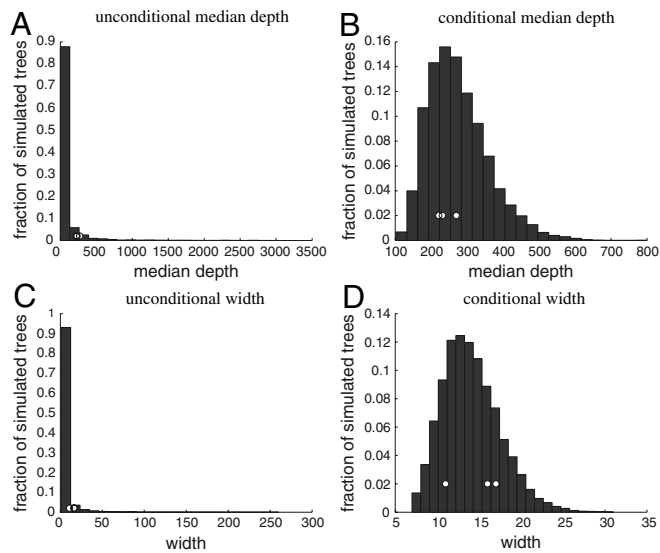 A unconditional median depth
fraction of simulated trees
0.9
0.8
0.7
0.6
0.5
0.4
0.3
0.2
0.1
0
0 500 1000 1500 2000 2500 3000 3500
median depth
B conditional median depth
fraction of simulated trees
0.16
0.14
0.12
0.1
0.08
0.06
0.04
0.02
0
100 200 300 400 500 600 700 800
median depth
C unconditional width
fraction of simulated trees
1
0.9
0.8
0.7
0.6
0.5
0.4
0.3
0.2
0.1
0
0 50 100 150 200 250 300
width
D conditional width
fraction of simulated trees
0.14
0.12
0.1
0.08
0.06
0.04
0.02
0
5 10 15 20 25 30 35
width